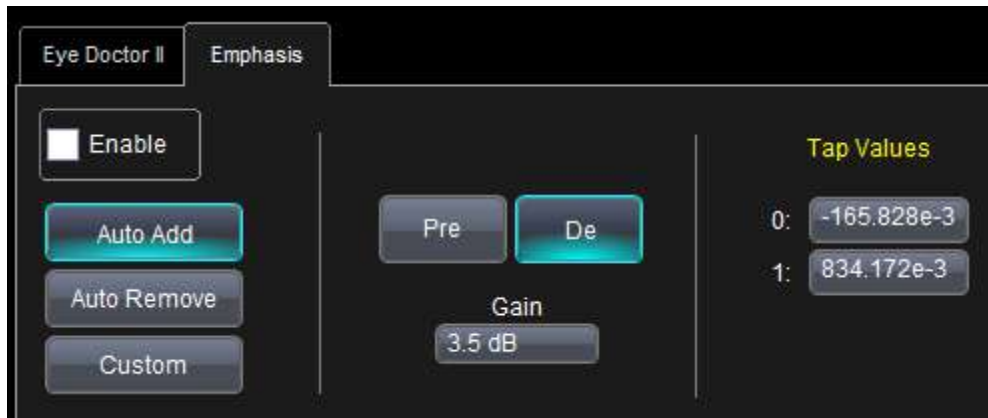 Eye Doctor II
Emphasis
Enable
Auto Add
Auto Remove
Custom
Pre
De
Gain
3.5 dB
Tap Values
0: -165.828e-3
1: 834.172e-3